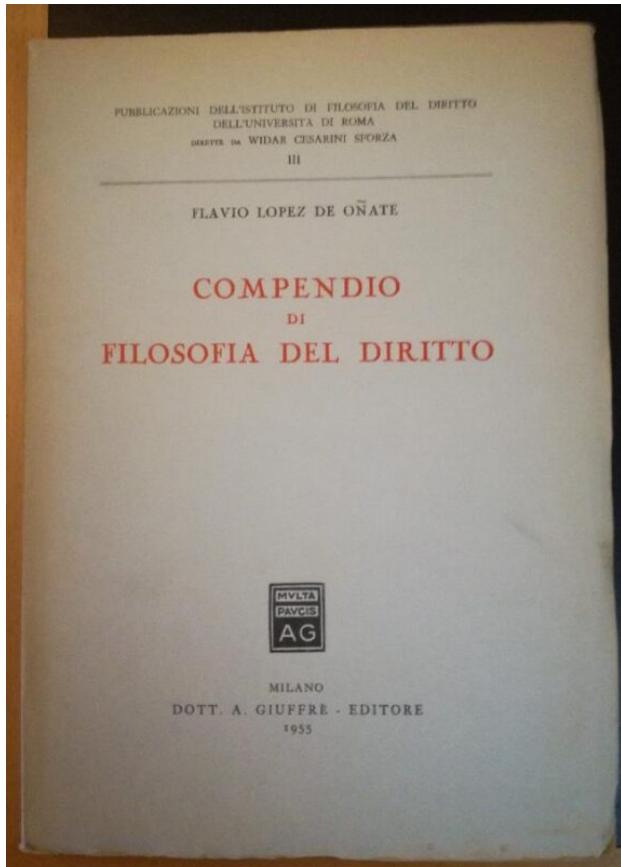 PUBBLICAZIONI DELL'ISTITUTO DI FILOSOFIA DEL DIRITTO
DELL'UNIVERSITA DI ROMA
DIRETTE DA WIDAR CESARINI SFORZA
III
FLAVIO LOPEZ DE OÑATE
COMPENDIO
DI
FILOSOFIA DEL DIRITTO
MVLTA
PAVCIS
AG
MILANO
DOTT. A. GIUFFRÈ - EDITORE
1955